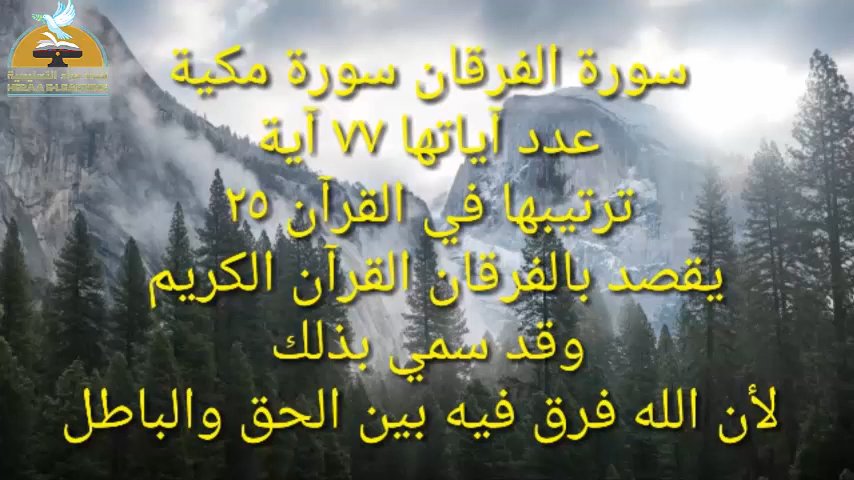 سورة الفرقان سورة مكية
عدد آياتها ٧٧ آية
ترتيبها في القرآن ٢٥
يقصد بالفرقان القرآن الكريم
وقد سمي بذلك
لأن الله فرق فيه بين الحق والباطل